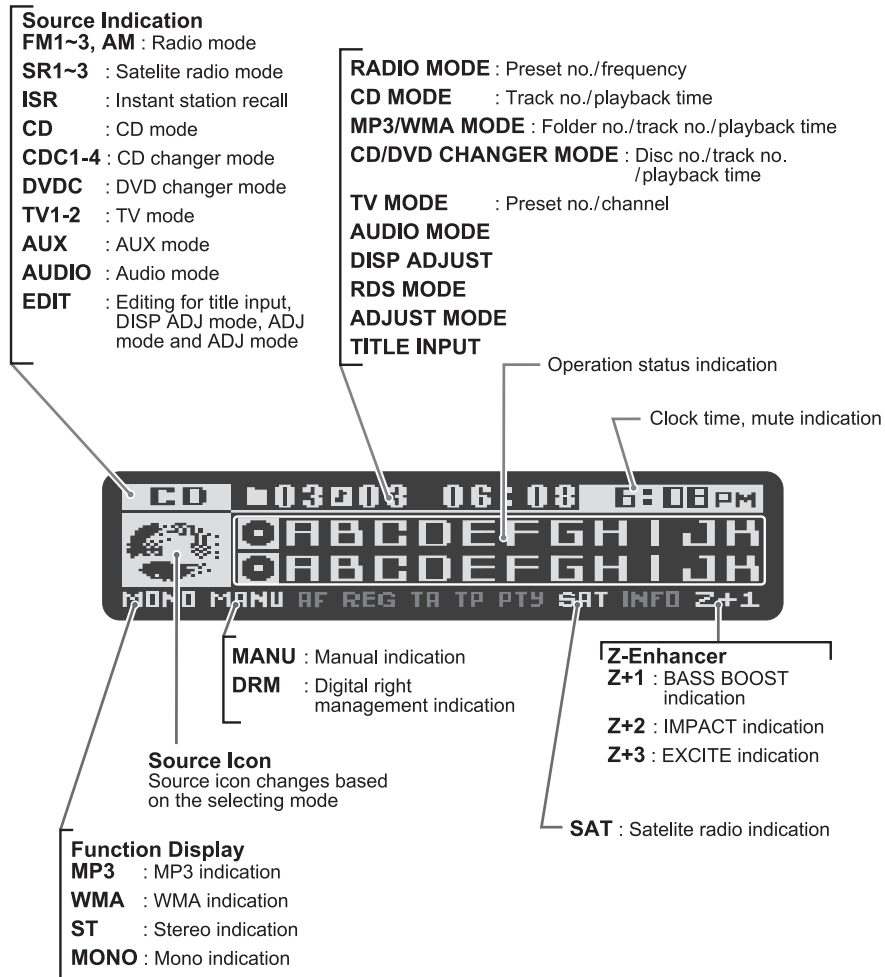 Source Indication
FM1~3, AM : Radio mode
SR1~3 : Satelite radio mode
ISR : Instant station recall
CD : CD mode
CDC1-4 : CD changer mode
DVDC : DVD changer mode
TV1-2 : TV mode
AUX : AUX mode
AUDIO : Audio mode
EDIT : Editing for title input,
DISP ADJ mode, ADJ
mode and ADJ mode
RADIO MODE : Preset no./frequency
CD MODE : Track no./playback time
MP3/WMA MODE : Folder no./track no./playback time
CD/DVD CHANGER MODE : Disc no./track no.
/playback time
TV MODE : Preset no./channel
AUDIO MODE
DISP ADJUST
RDS MODE
ADJUST MODE
TITLE INPUT
Operation status indication
Clock time, mute indication
CD 03 03 06:08 6:08 PM
ABCDEFGHIJK
ABCDEFGHIJK
MONO MANU AF REG TA TP PTY SAT INFO Z+1
MANU : Manual indication
DRM : Digital right
management indication
Source Icon
Source icon changes based
on the selecting mode
Z-Enhancer
Z+1 : BASS BOOST
indication
Z+2 : IMPACT indication
Z+3 : EXCITE indication
SAT : Satelite radio indication
Function Display
MP3 : MP3 indication
WMA : WMA indication
ST : Stereo indication
MONO : Mono indication